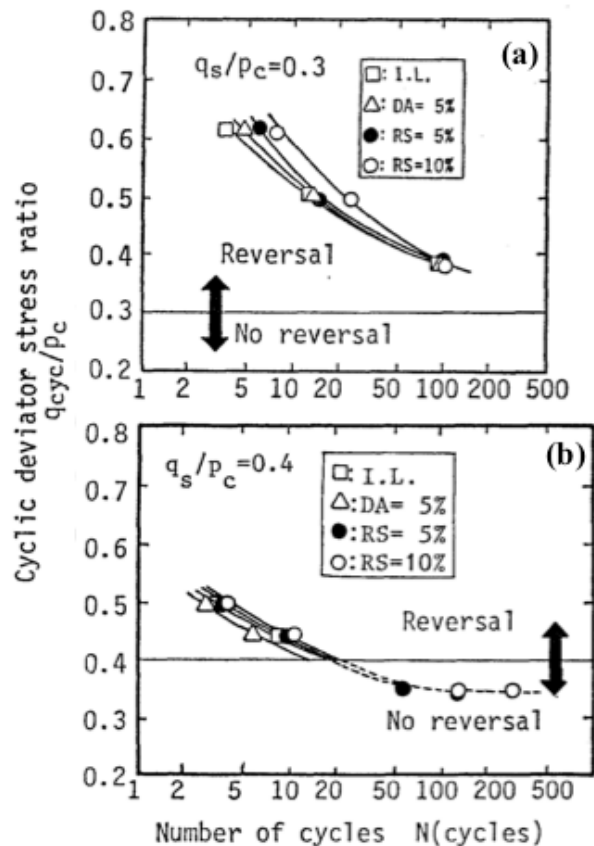 (a)
qs/pc=0.3
□: I.L.
△: DA= 5%
●: RS= 5%
○: RS=10%
0.8
0.7
0.6
0.5
0.4
0.3
0.2
Reversal
No reversal
1 2 5 10 20 50 100 200 500
Cyclic deviator stress ratio
qcyc/pc
(b)
qs/pc=0.4
□: I.L.
△: DA= 5%
●: RS= 5%
○: RS=10%
0.8
0.7
0.6
0.5
0.4
0.3
0.2
Reversal
No reversal
1 2 5 10 20 50 100 200 500
Number of cycles N(cycles)